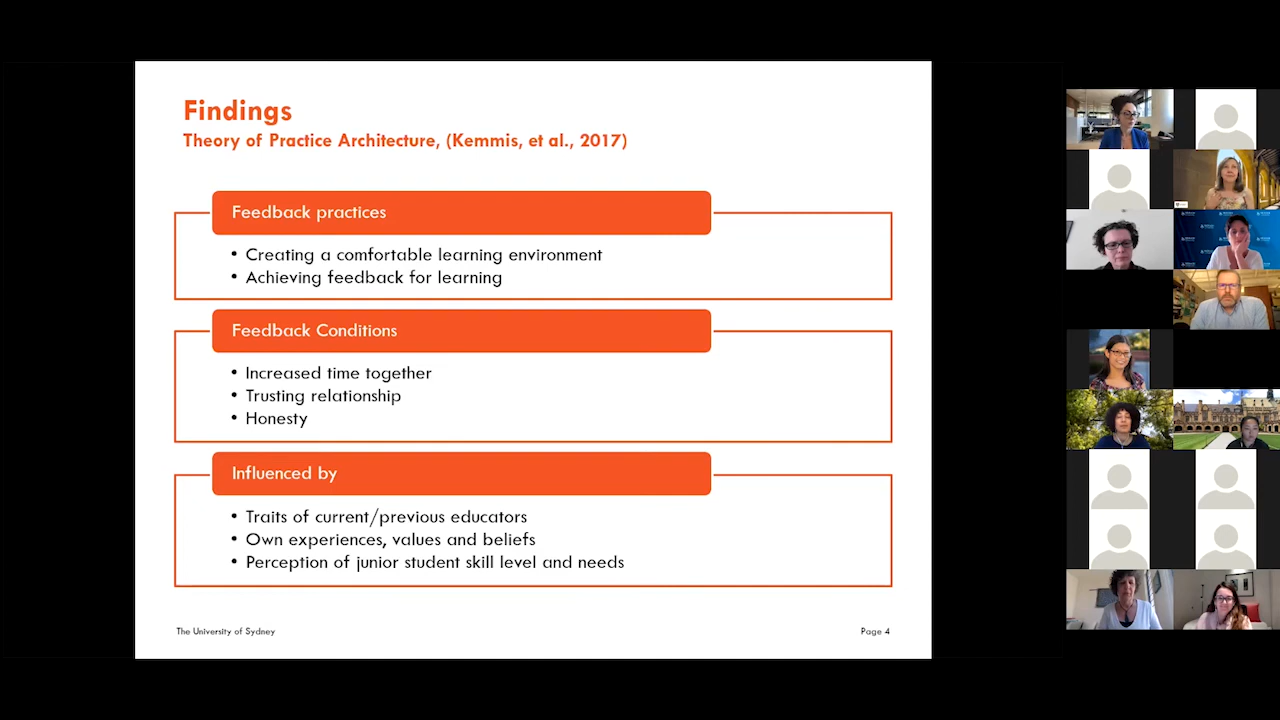 Findings
Theory of Practice Architecture, (Kemmis, et al., 2017)
Feedback practices
• Creating a comfortable learning environment
• Achieving feedback for learning
Feedback Conditions
• Increased time together
• Trusting relationship
• Honesty
Influenced by
• Traits of current/previous educators
• Own experiences, values and beliefs
• Perception of junior student skill level and needs
The University of Sydney
Page 4